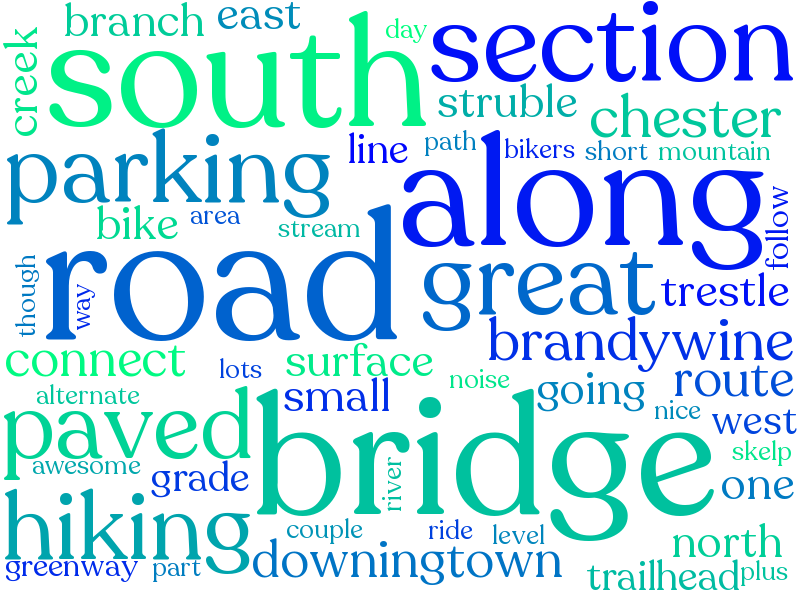 branch
east
day
section
creek
south
struble
chester
parking
line
path
bikers
short
mountain
along
bike
area
stream
follow
though
way
road
great
trestle
brandywine
connect
lots
surface
noise
going
route
alternate
small
nice
west
paved
bridge
awesome
grade
river
skelp
one
hiking
couple
ride
level
north
greenway
part
downingtown
trailhead
plus